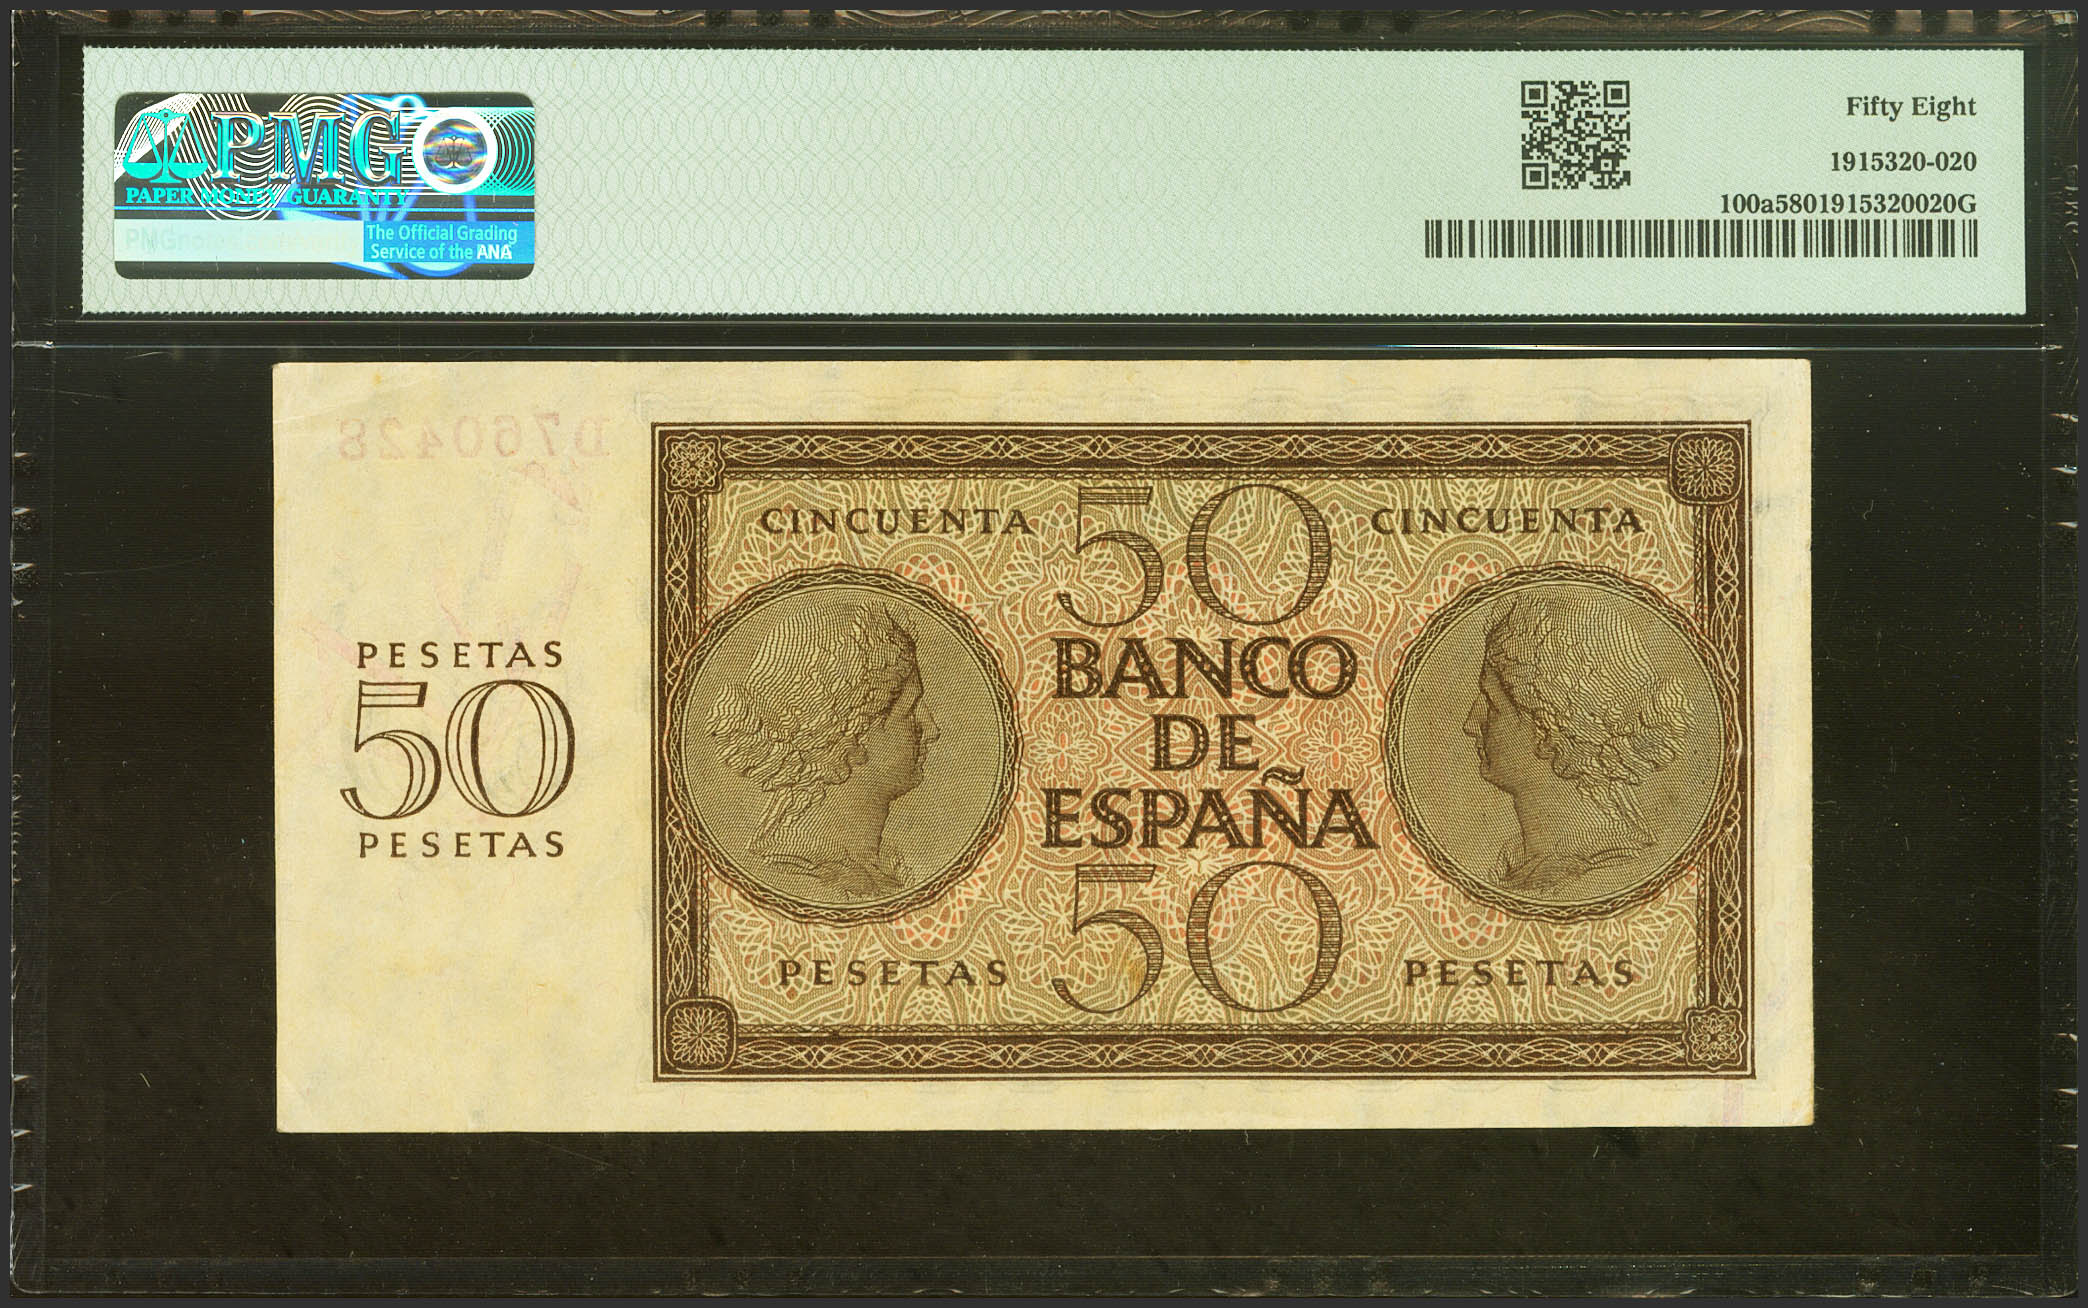 PMG
PAPER MONEY GUARANTY
The Official Grading
Service of the ANA
Fifty Eight
1915320-020
100a5801915320020G
D760428
CINCUENTA 50 CINCUENTA
BANCO
DE
ESPAÑA
PESETAS
50
PESETAS
PESETAS 50 PESETAS